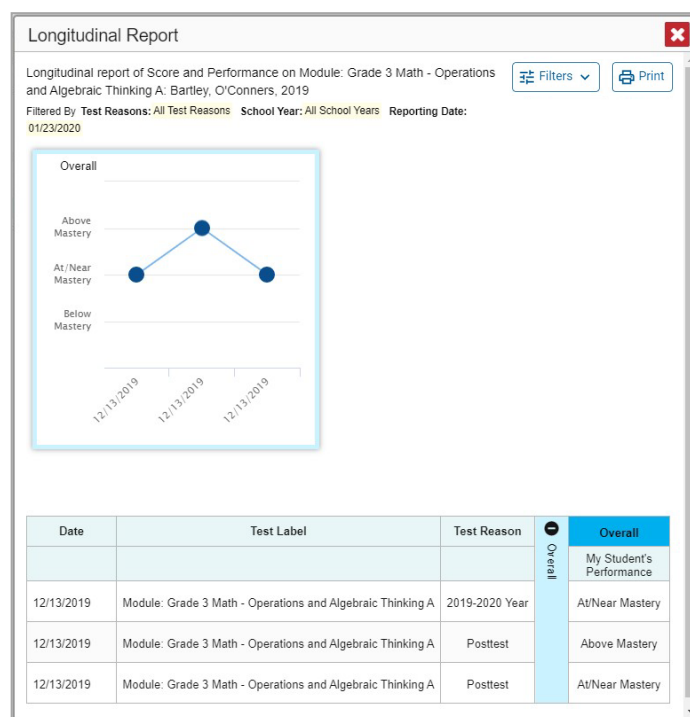 Longitudinal Report
Longitudinal report of Score and Performance on Module: Grade 3 Math - Operations
and Algebraic Thinking A: Bartley, O'Conners, 2019
Filters
Print
Filtered By Test Reasons: All Test Reasons School Year: All School Years Reporting Date:
01/23/2020
Overall
Above
Mastery
At/Near
Mastery
Below
Mastery
12/13/2019 12/13/2019 12/13/2019
Date Test Label Test Reason Overall Overall
My Student's
Performance
12/13/2019 Module: Grade 3 Math - Operations and Algebraic Thinking A 2019-2020 Year At/Near Mastery
12/13/2019 Module: Grade 3 Math - Operations and Algebraic Thinking A Posttest Above Mastery
12/13/2019 Module: Grade 3 Math - Operations and Algebraic Thinking A Posttest At/Near Mastery